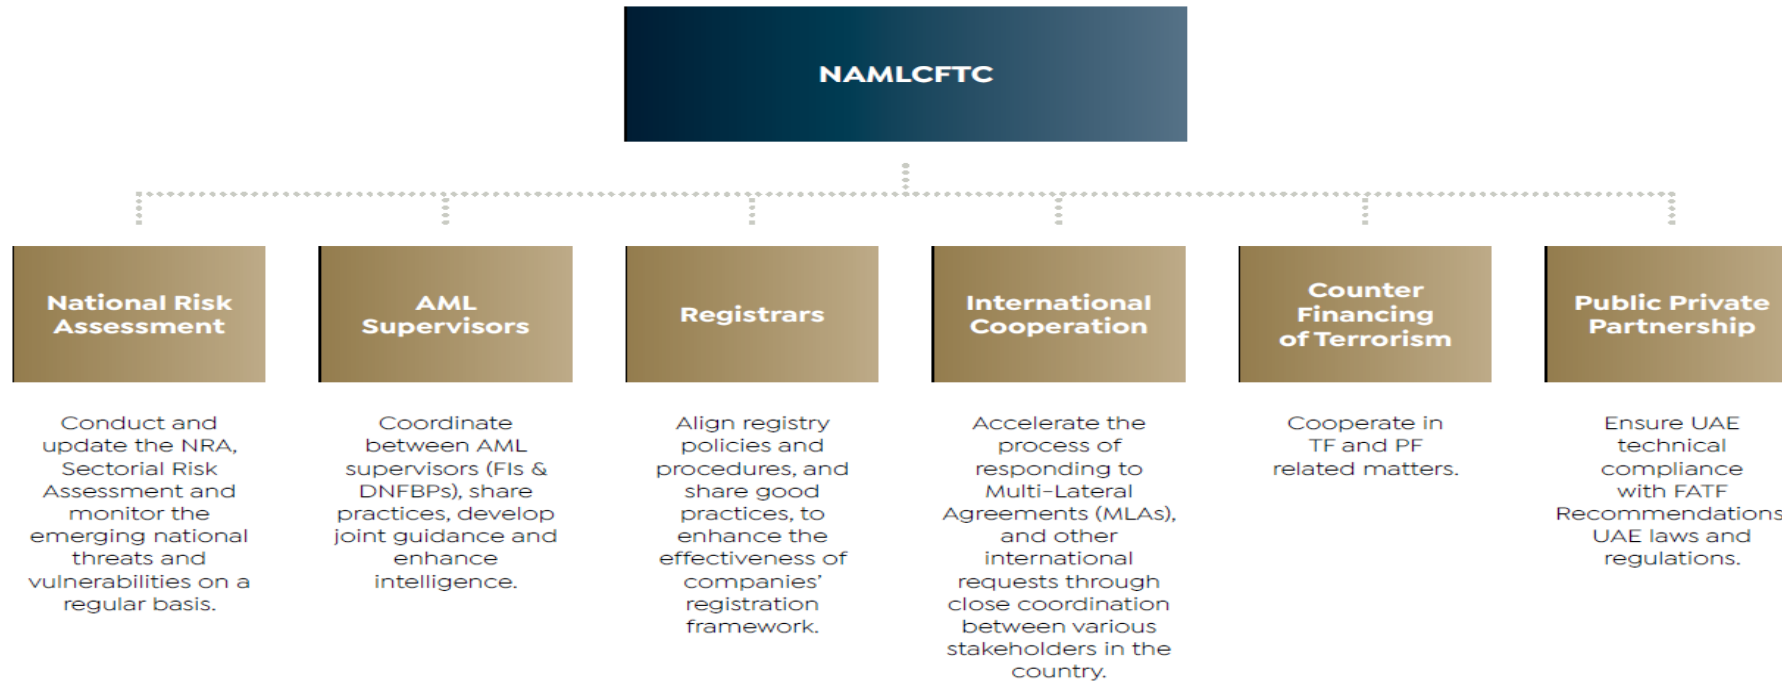 NAMLCFTC
National Risk
Assessment
Conduct and
update the NRA,
Sectorial Risk
Assessment and
monitor the
emerging national
threats and
vulnerabilities on a
regular basis.
AML
Supervisors
Coordinate
between AML
supervisors (FIs &
DNFBPs), share
practices, develop
joint guidance and
enhance
intelligence.
Registrars
Align registry
policies and
procedures, and
share good
practices, to
enhance the
effectiveness of
companies’
registration
framework.
International
Cooperation
Accelerate the
process of
responding to
Multi-Lateral
Agreements (MLAs),
and other
international
requests through
close coordination
between various
stakeholders in the
country.
Counter
Financing
of Terrorism
Cooperate in
TF and PF
related matters.
Public Private
Partnership
Ensure UAE
technical
compliance
with FATF
Recommendations
UAE laws and
regulations.